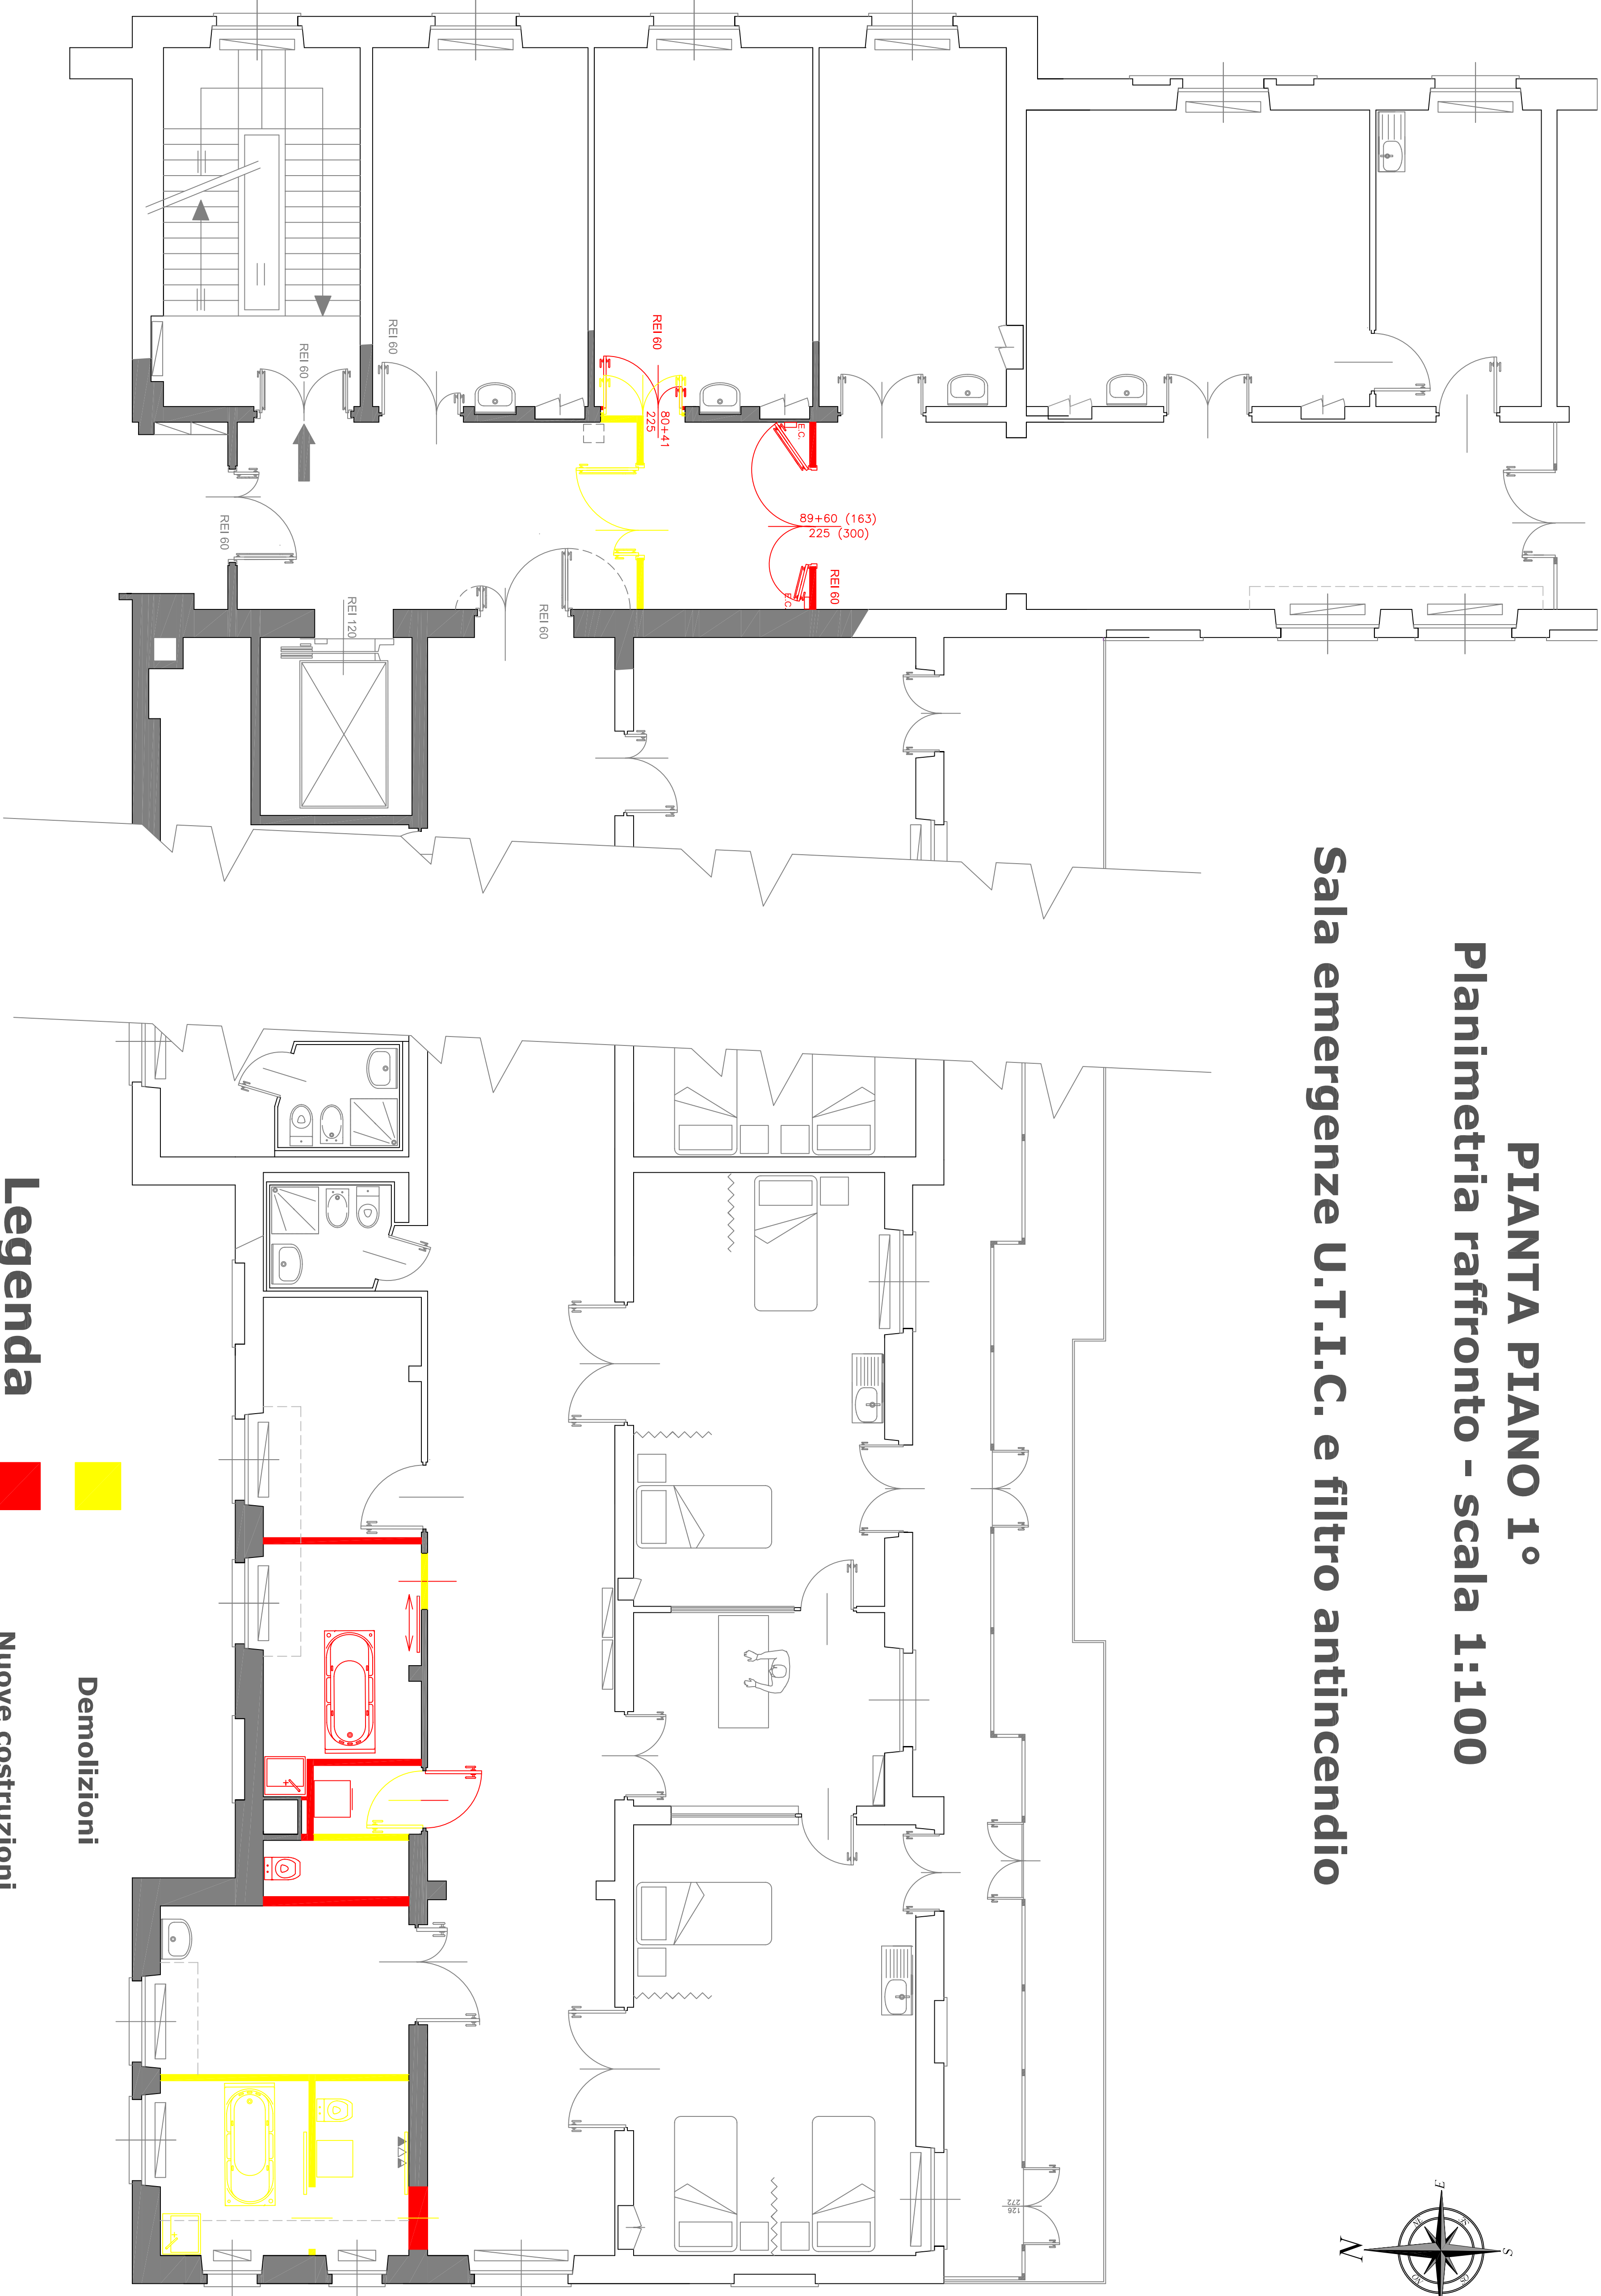 PIANTA PIANO 1°
Planimetria raffronto - scala 1:100
Sala emergenze U.T.I.C. e filtro antincendio
REI 60
REI 60
REI 60
REI 60
80+41
225
E.C.
89+60 (163)
225 (300)
REI 60
E.C.
REI 120
REI 60
126
272
Legenda
Demolizioni
Nuove costruzioni
E
S
N